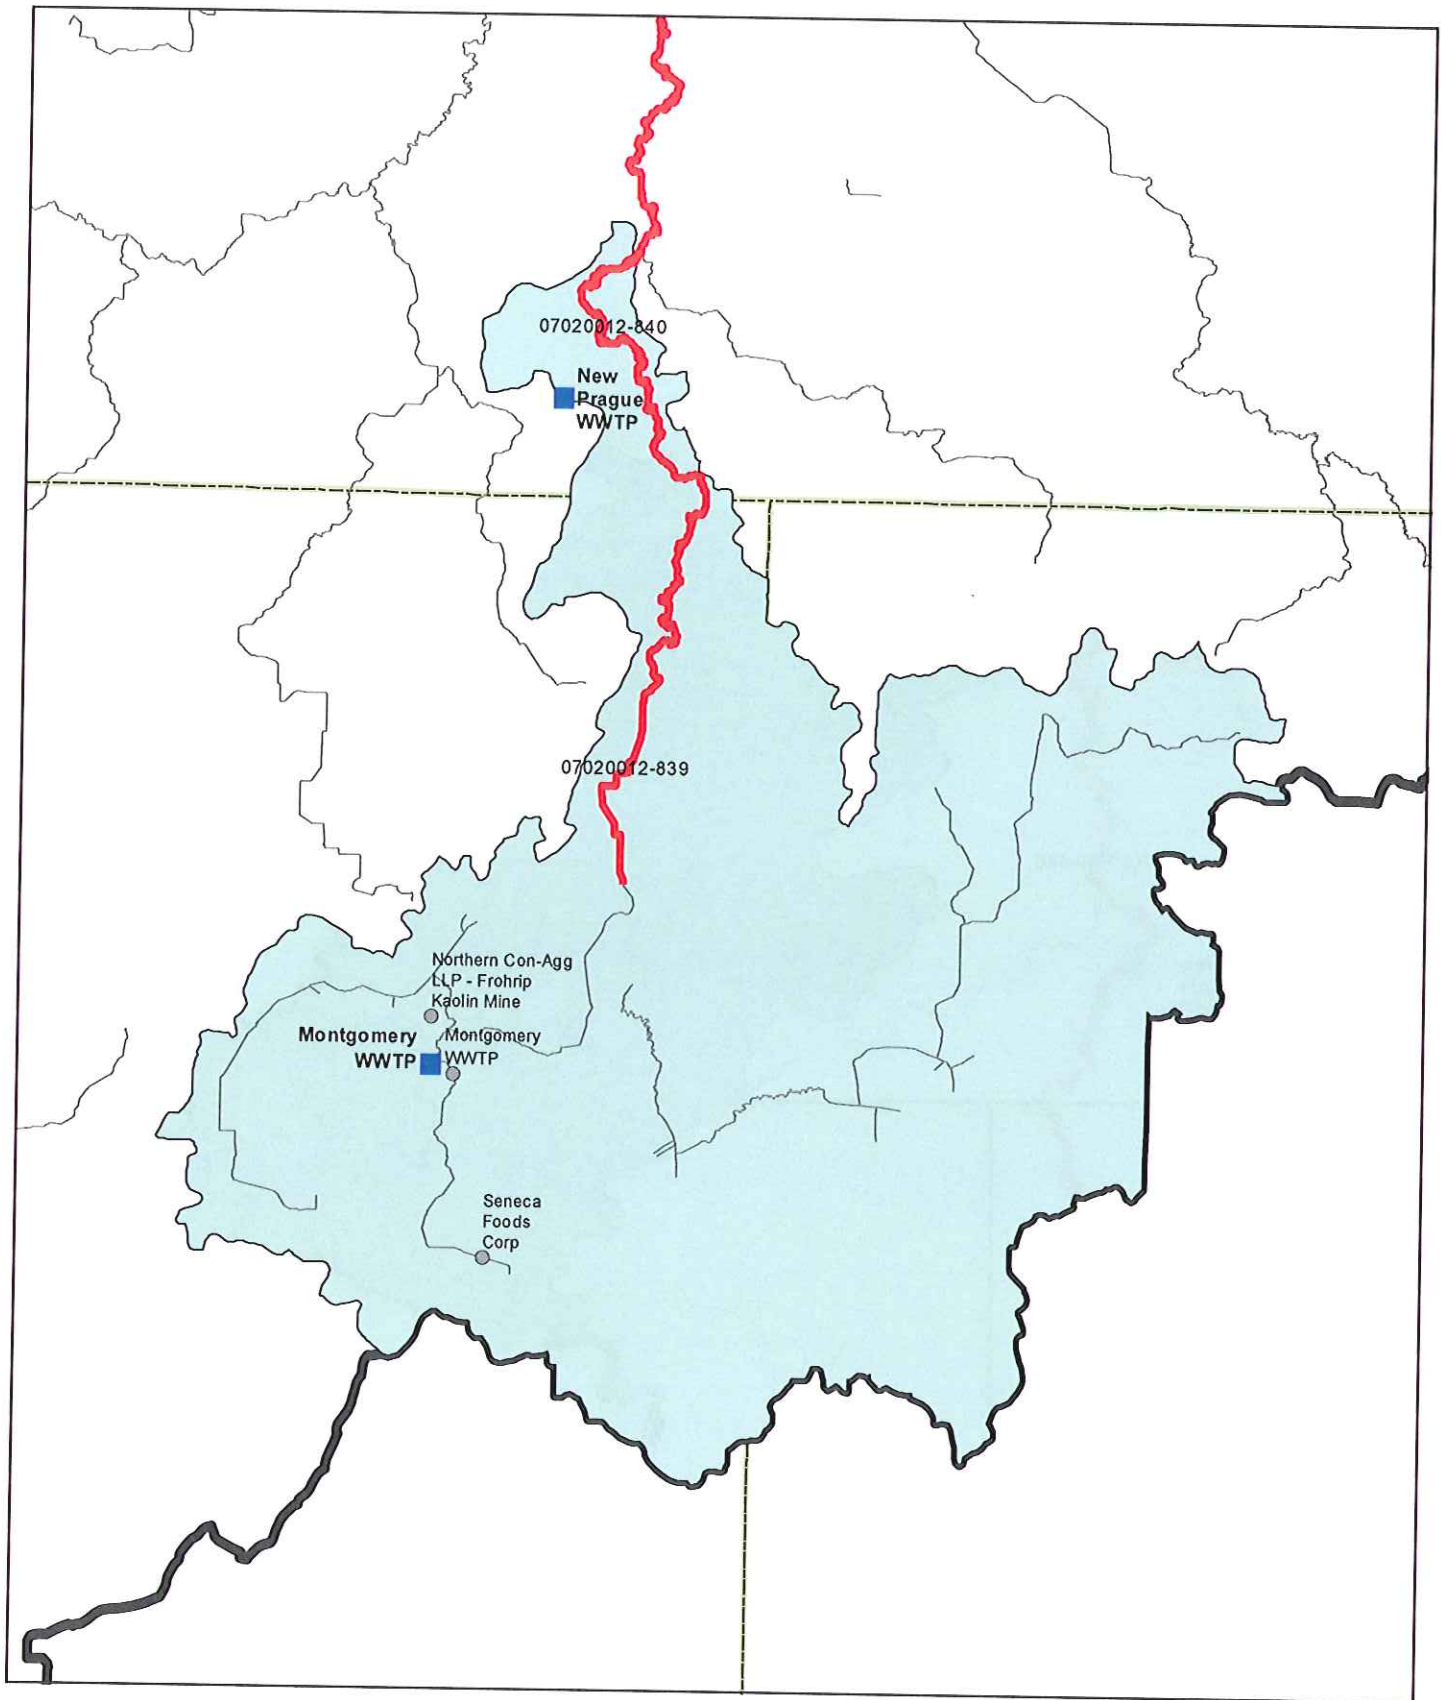 07020012-840
New
Prague
WWTP
07020012-839
Northern Con-Agg
LLP - Frohrip
Kaolin Mine
Montgomery
WWTP
Montgomery
WWTP
Seneca
Foods
Corp